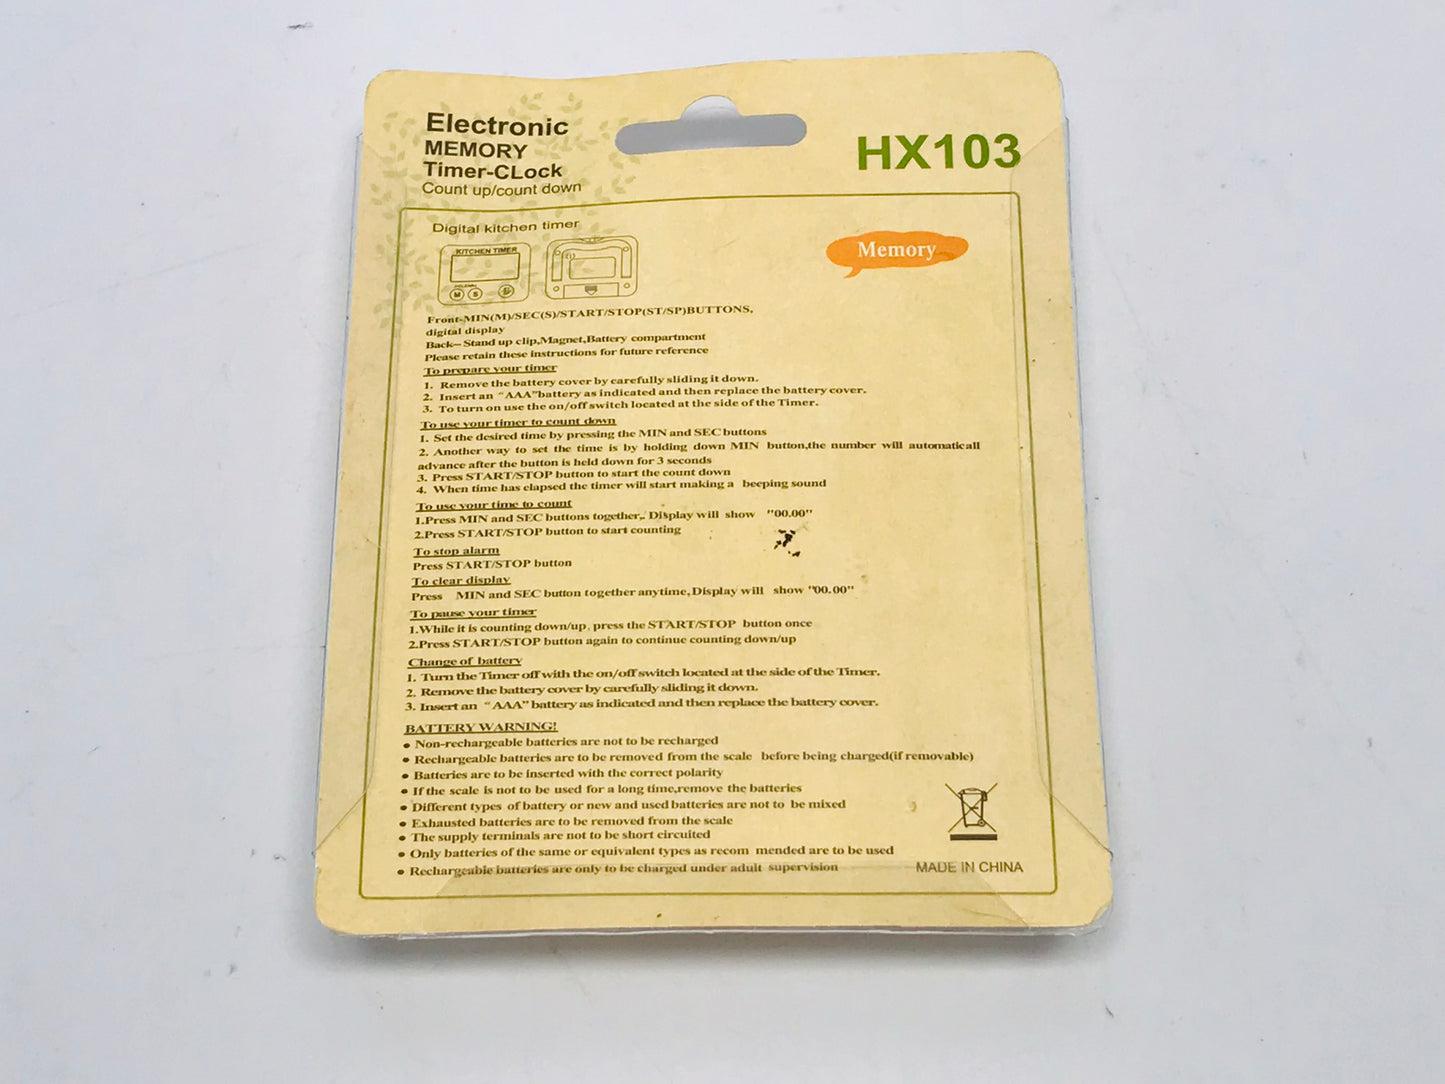 Electronic
MEMORY
Timer-CLock
Count up/count down
HX103
Digital kitchen timer
Memory
KITCHEN TIMER
M S
Front-MIN(M)/SEC(S)/START/STOP(ST/SP)BUTTONS,
digital display
Back-- Stand up clip,Magnet,Battery compartment
Please retain these instructions for future reference
To prepare your timer
1. Remove the battery cover by carefully sliding it down.
2. Insert an "AAA"battery as indicated and then replace the battery cover.
3. To turn on use the on/off switch located at the side of the Timer.
To use your timer to count down
1. Set the desired time by pressing the MIN and SEC buttons
2. Another way to set the time is by holding down MIN button,the number will automaticall
advance after the button is held down for 3 seconds
3. Press START/STOP button to start the count down
4. When time has elapsed the timer will start making a beeping sound
To use your time to count
1.Press MIN and SEC buttons together,. Display will show "00.00"
2.Press START/STOP button to start counting
To stop alarm
Press START/STOP button
To clear display
Press MIN and SEC button together anytime,Display will show "00.00"
To pause your timer
1.While it is counting down/up, press the START/STOP button once
2.Press START/STOP button again to continue counting down/up
Change of battery
1. Turn the Timer off with the on/off switch located at the side of the Timer.
2. Remove the battery cover by carefully sliding it down.
3. Insert an "AAA" battery as indicated and then replace the battery cover.
BATTERY WARNING!
• Non-rechargeable batteries are not to be recharged
• Rechargeable batteries are to be removed from the scale before being charged(if removable)
• Batteries are to be inserted with the correct polarity
• If the scale is not to be used for a long time,remove the batteries
• Different types of battery or new and used batteries are not to be mixed
• Exhausted batteries are to be removed from the scale
• The supply terminals are not to be short circuited
• Only batteries of the same or equivalent types as recom mended are to be used
• Rechargeable batteries are only to be charged under adult supervision
MADE IN CHINA